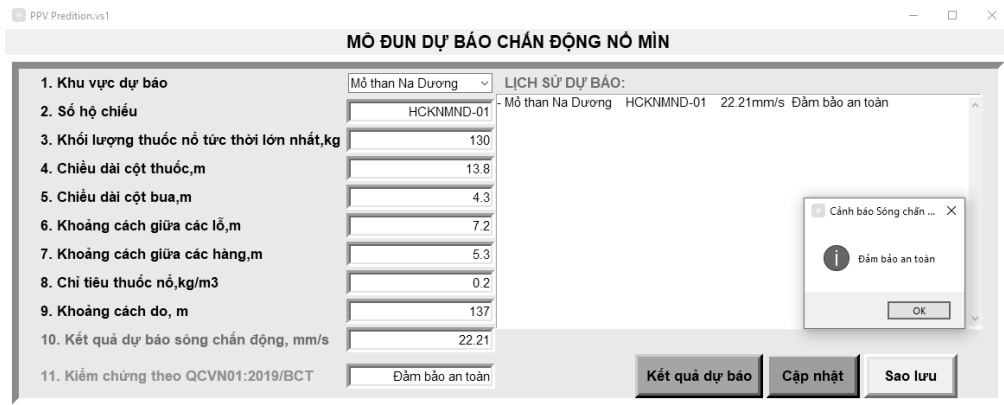 PPV Predition.vs1
MÔ ĐUN DỰ BÁO CHẤN ĐỘNG NỔ MÌN
1. Khu vực dự báo
Mỏ than Na Dương
2. Số hộ chiếu
HCKNMND-01
3. Khối lượng thuốc nổ tức thời lớn nhất,kg
130
4. Chiều dài cột thuốc,m
13.8
5. Chiều dài cột bua,m
4.3
6. Khoảng cách giữa các lỗ,m
7.2
7. Khoảng cách giữa các hàng,m
5.3
8. Chỉ tiêu thuốc nổ,kg/m3
0.2
9. Khoảng cách do, m
137
10. Kết quả dự báo sóng chấn động, mm/s
22.21
11. Kiểm chứng theo QCVN01:2019/BCT
Đảm bảo an toàn
LỊCH SỬ DỰ BÁO:
- Mỏ than Na Dương HCKNMND-01 22.21mm/s Đảm bảo an toàn
Cảnh báo Sóng chấn ...
Đảm bảo an toàn
OK
Kết quả dự báo
Cập nhật
Sao lưu